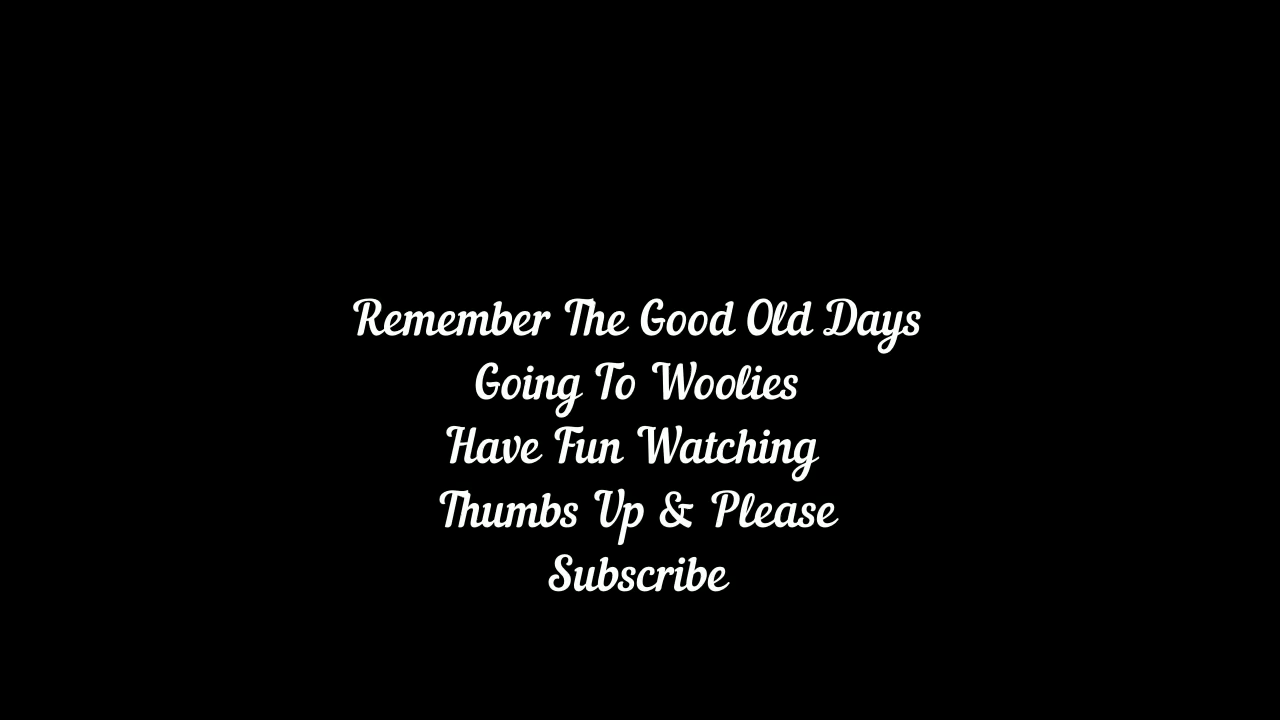 Remember The Good Old Days
Going To Woolies
Have Fun Watching
Thumbs Up & Please
Subscribe